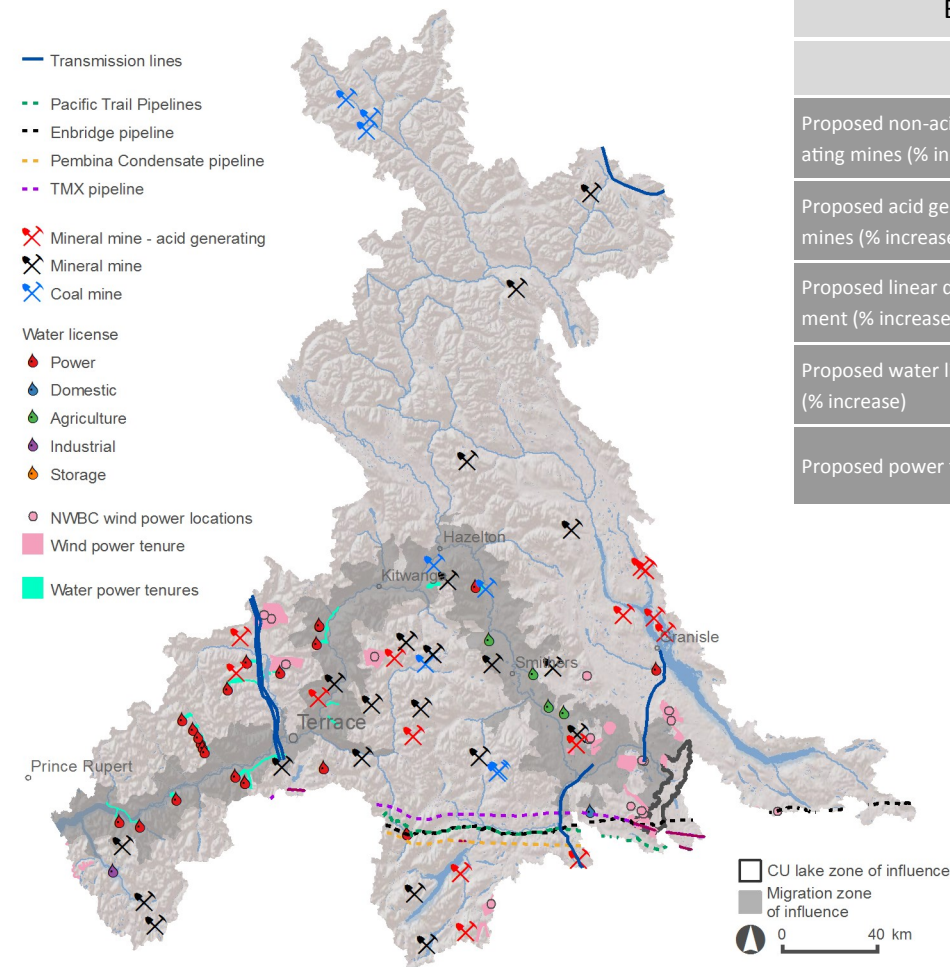 Transmission lines
Pacific Trail Pipelines
Enbridge pipeline
Pembina Condensate pipeline
TMX pipeline
Mineral mine - acid generating
Mineral mine
Coal mine
Water license
Power
Domestic
Agriculture
Industrial
Storage
NWBC wind power locations
Wind power tenure
Water power tenures
Hazelton
Kitwanga
Granisle
Smithers
Terrace
Prince Rupert
CU lake zone of influence
Migration zone
of influence
0 40 km
Proposed non-aci
ating mines (% in
Proposed acid ge
mines (% increase
Proposed linear d
ment (% increase
Proposed water l
(% increase)
Proposed power